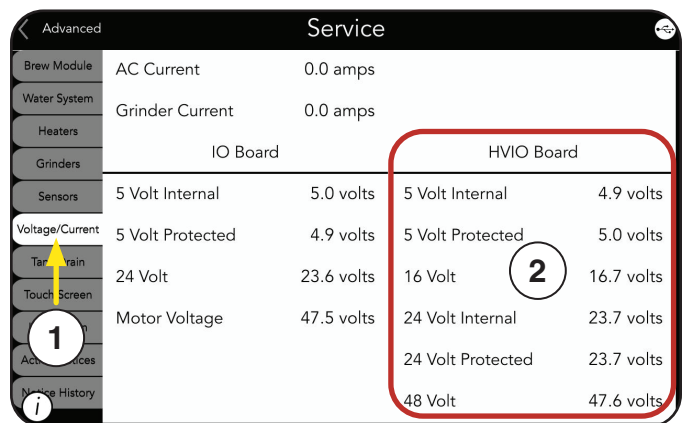 Advanced
Service
Brew Module
Water System
Heaters
Grinders
Sensors
Voltage/Current
Touch Screen
Notice History
1
i
AC Current 0.0 amps
Grinder Current 0.0 amps
IO Board
5 Volt Internal 5.0 volts
5 Volt Protected 4.9 volts
24 Volt 23.6 volts
Motor Voltage 47.5 volts
HVIO Board
5 Volt Internal 4.9 volts
5 Volt Protected 5.0 volts
16 Volt 16.7 volts
24 Volt Internal 23.7 volts
24 Volt Protected 23.7 volts
48 Volt 47.6 volts
2